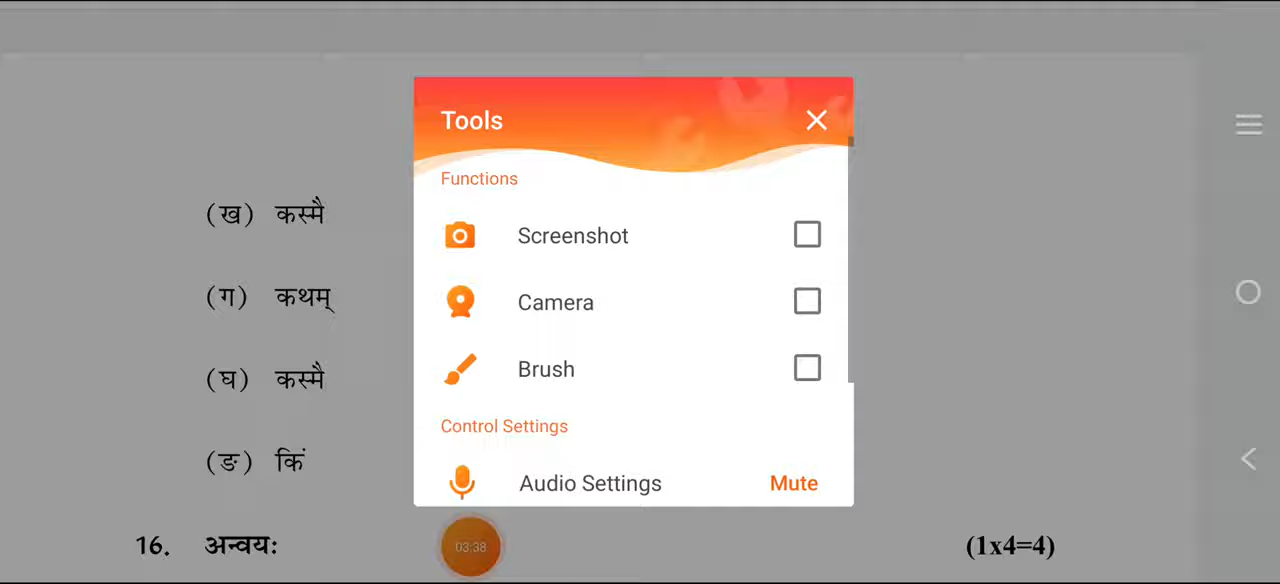 Tools
Functions
Screenshot
Camera
Brush
Control Settings
Audio Settings Mute
(ख) कस्मै
(ग) कथम्
(घ) कस्मै
(ङ) किं
16. अन्वयः (1x4=4)
03:38